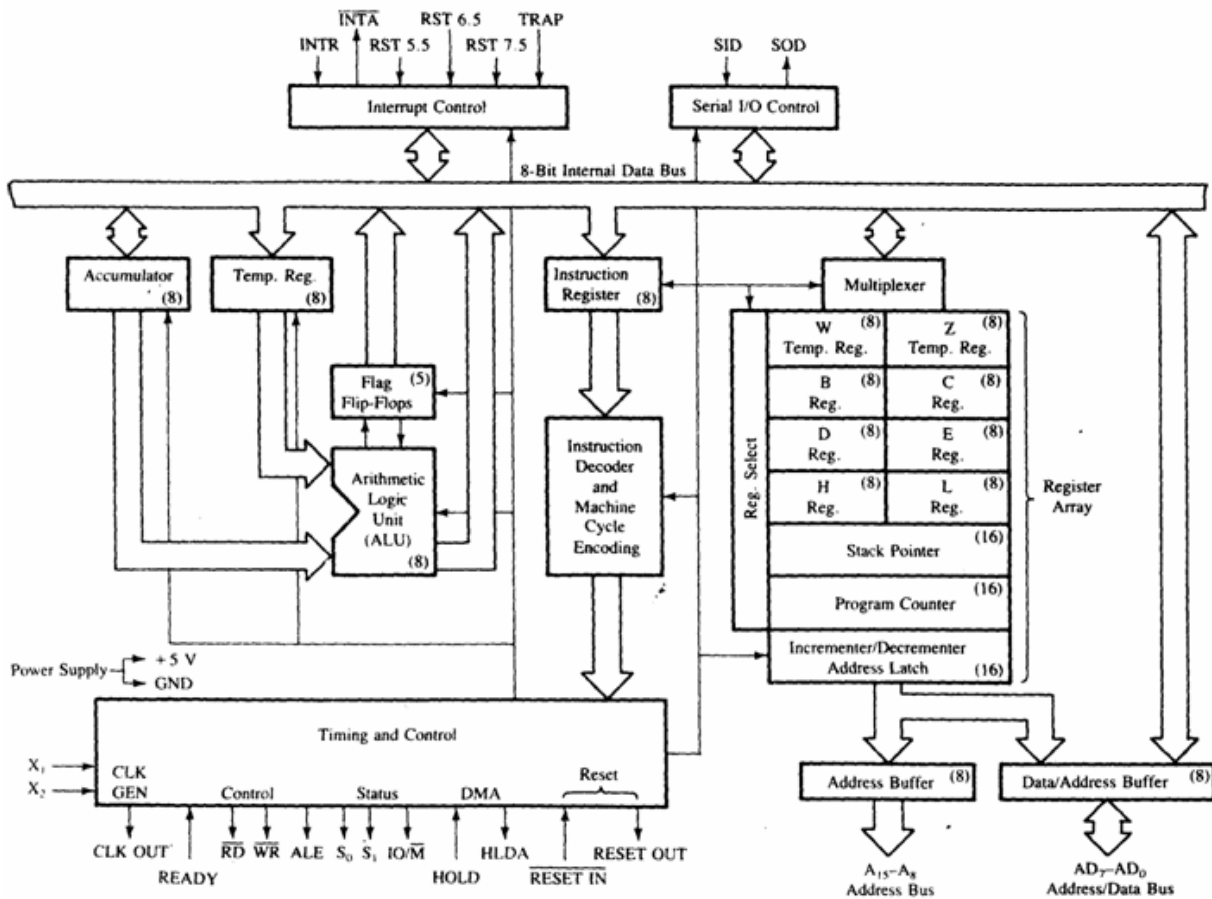 INTA
RST 6.5
TRAP
INTR
RST 5.5
RST 7.5
SID
SOD
Interrupt Control
Serial I/O Control
8-Bit Internal Data Bus
Accumulator
(8)
Temp. Reg.
(8)
Instruction
Register
(8)
Multiplexer
Flag
Flip-Flops
(5)
Arithmetic
Logic
Unit
(ALU)
(8)
Instruction
Decoder
and
Machine
Cycle
Encoding
Reg. Select
W (8)
Temp. Reg.
Z (8)
Temp. Reg.
B (8)
Reg.
C (8)
Reg.
D (8)
Reg.
E (8)
Reg.
H (8)
Reg.
L (8)
Reg.
Stack Pointer
(16)
Program Counter
(16)
Incrementer/Decrementer
Address Latch
(16)
Register
Array
Power Supply
+5 V
GND
Timing and Control
X₁
X₂
CLK
GEN
Control
Status
DMA
Reset
CLK OUT
READY
RD
WR
ALE
S₀
S₁
IO/M
HOLD
HLDA
RESET IN
RESET OUT
Address Buffer
(8)
Data/Address Buffer
(8)
A₁₅–A₈
Address Bus
AD₇–AD₀
Address/Data Bus